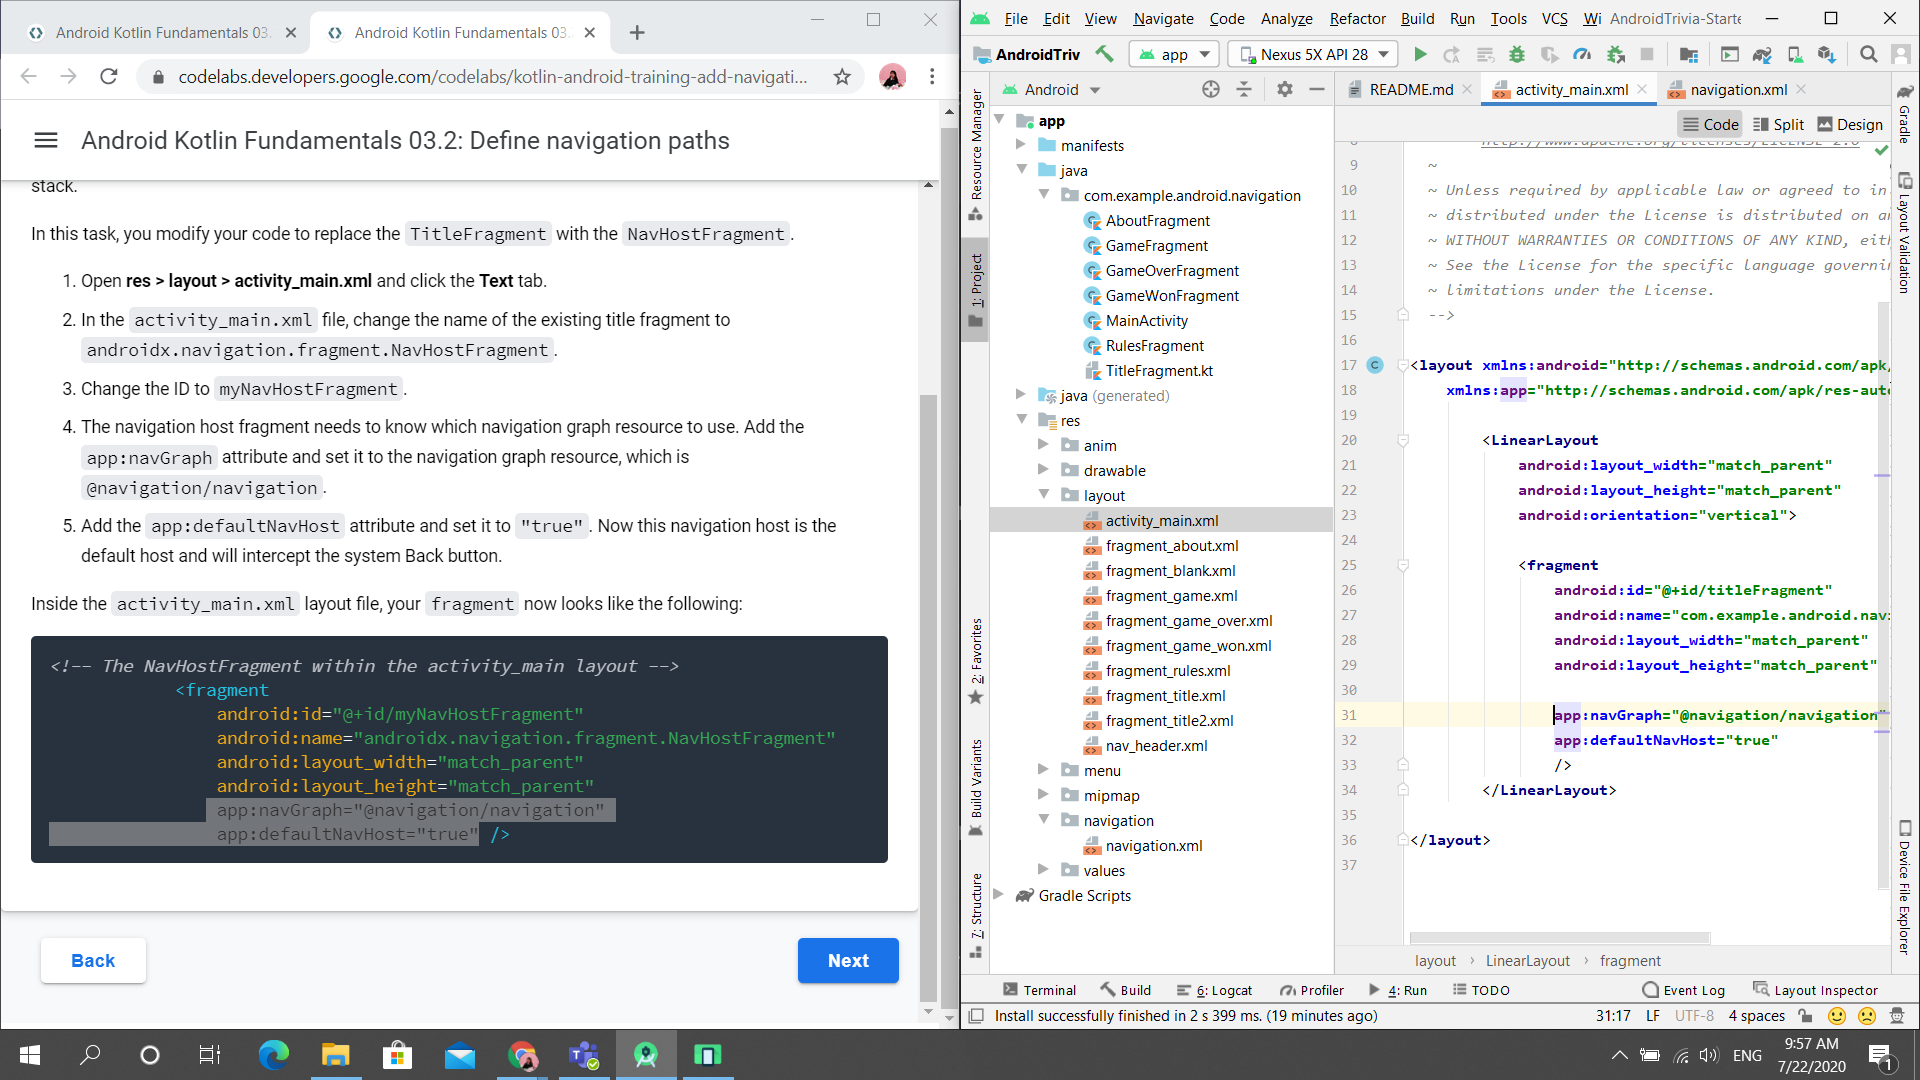 Android Kotlin Fundamentals 03.
Android Kotlin Fundamentals 03.
codelabs.developers.google.com/codelabs/kotlin-android-training-add-navigati...
Android Kotlin Fundamentals 03.2: Define navigation paths
stack.
In this task, you modify your code to replace the TitleFragment with the NavHostFragment.
1. Open res > layout > activity_main.xml and click the Text tab.
2. In the activity_main.xml file, change the name of the existing title fragment to
androidx.navigation.fragment.NavHostFragment.
3. Change the ID to myNavHostFragment.
4. The navigation host fragment needs to know which navigation graph resource to use. Add the
app:navGraph attribute and set it to the navigation graph resource, which is
@navigation/navigation.
5. Add the app:defaultNavHost attribute and set it to "true". Now this navigation host is the
default host and will intercept the system Back button.
Inside the activity_main.xml layout file, your fragment now looks like the following:
<!-- The NavHostFragment within the activity_main layout -->
<fragment
android:id="@+id/myNavHostFragment"
android:name="androidx.navigation.fragment.NavHostFragment"
android:layout_width="match_parent"
android:layout_height="match_parent"
app:navGraph="@navigation/navigation"
app:defaultNavHost="true" />
Back
Next
File Edit View Navigate Code Analyze Refactor Build Run Tools VCS Wi AndroidTrivia-Starte
AndroidTriv
app
Nexus 5X API 28
Resource Manager
1: Project
2: Favorites
Build Variants
7: Structure
Android
app
manifests
java
com.example.android.navigation
AboutFragment
GameFragment
GameOverFragment
GameWonFragment
MainActivity
RulesFragment
TitleFragment.kt
java (generated)
res
anim
drawable
layout
activity_main.xml
fragment_about.xml
fragment_blank.xml
fragment_game.xml
fragment_game_over.xml
fragment_game_won.xml
fragment_rules.xml
fragment_title.xml
fragment_title2.xml
nav_header.xml
menu
mipmap
navigation
navigation.xml
values
Gradle Scripts
README.md
activity_main.xml
navigation.xml
Code
Split
Design
8 http://www.apache.org/licenses/LICENSE-2.0
9 ~
10 ~ Unless required by applicable law or agreed to in
11 ~ distributed under the License is distributed on a
12 ~ WITHOUT WARRANTIES OR CONDITIONS OF ANY KIND, eit
13 ~ See the License for the specific language governi
14 ~ limitations under the License.
15 -->
16
17 <layout xmlns:android="http://schemas.android.com/apk
18 xmlns:app="http://schemas.android.com/apk/res-aut
19
20 <LinearLayout
21 android:layout_width="match_parent"
22 android:layout_height="match_parent"
23 android:orientation="vertical">
24
25 <fragment
26 android:id="@+id/titleFragment"
27 android:name="com.example.android.nav
28 android:layout_width="match_parent"
29 android:layout_height="match_parent"
30
31 app:navGraph="@navigation/navigation"
32 app:defaultNavHost="true"
33 />
34 </LinearLayout>
35
36 </layout>
37
layout › LinearLayout › fragment
Gradle
Layout Validation
Device File Explorer
Terminal
Build
6: Logcat
Profiler
4: Run
TODO
Event Log
Layout Inspector
Install successfully finished in 2 s 399 ms. (19 minutes ago)
31:17 LF UTF-8 4 spaces
ENG
9:57 AM
7/22/2020
1